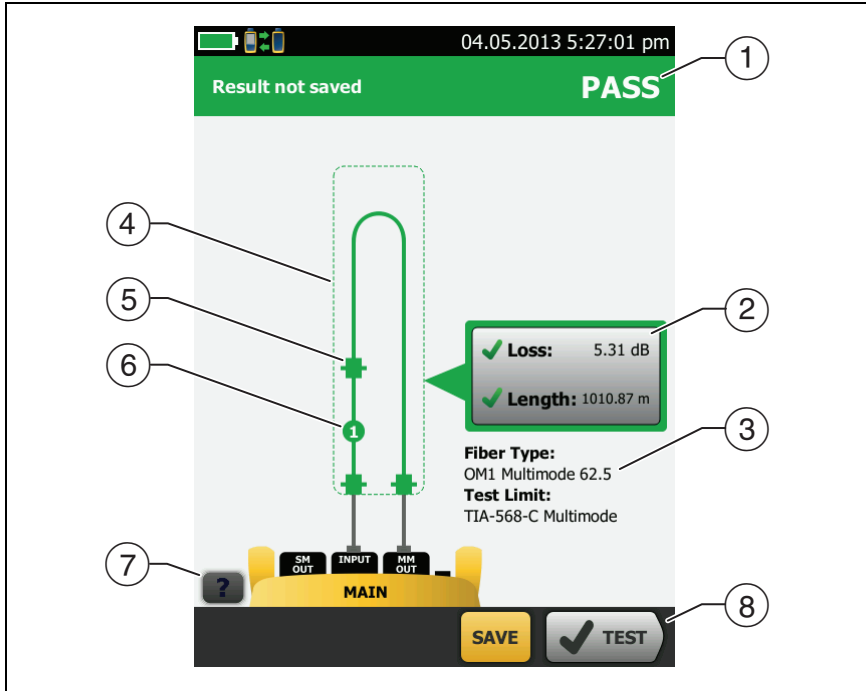 04.05.2013 5:27:01 pm
Result not saved PASS
1
4
5
6
Loss: 5.31 dB
Length: 1010.87 m
2
1
Fiber Type:
OM1 Multimode 62.5
Test Limit:
TIA-568-C Multimode
3
SM OUT
INPUT
MM OUT
MAIN
7
?
SAVE
TEST
8